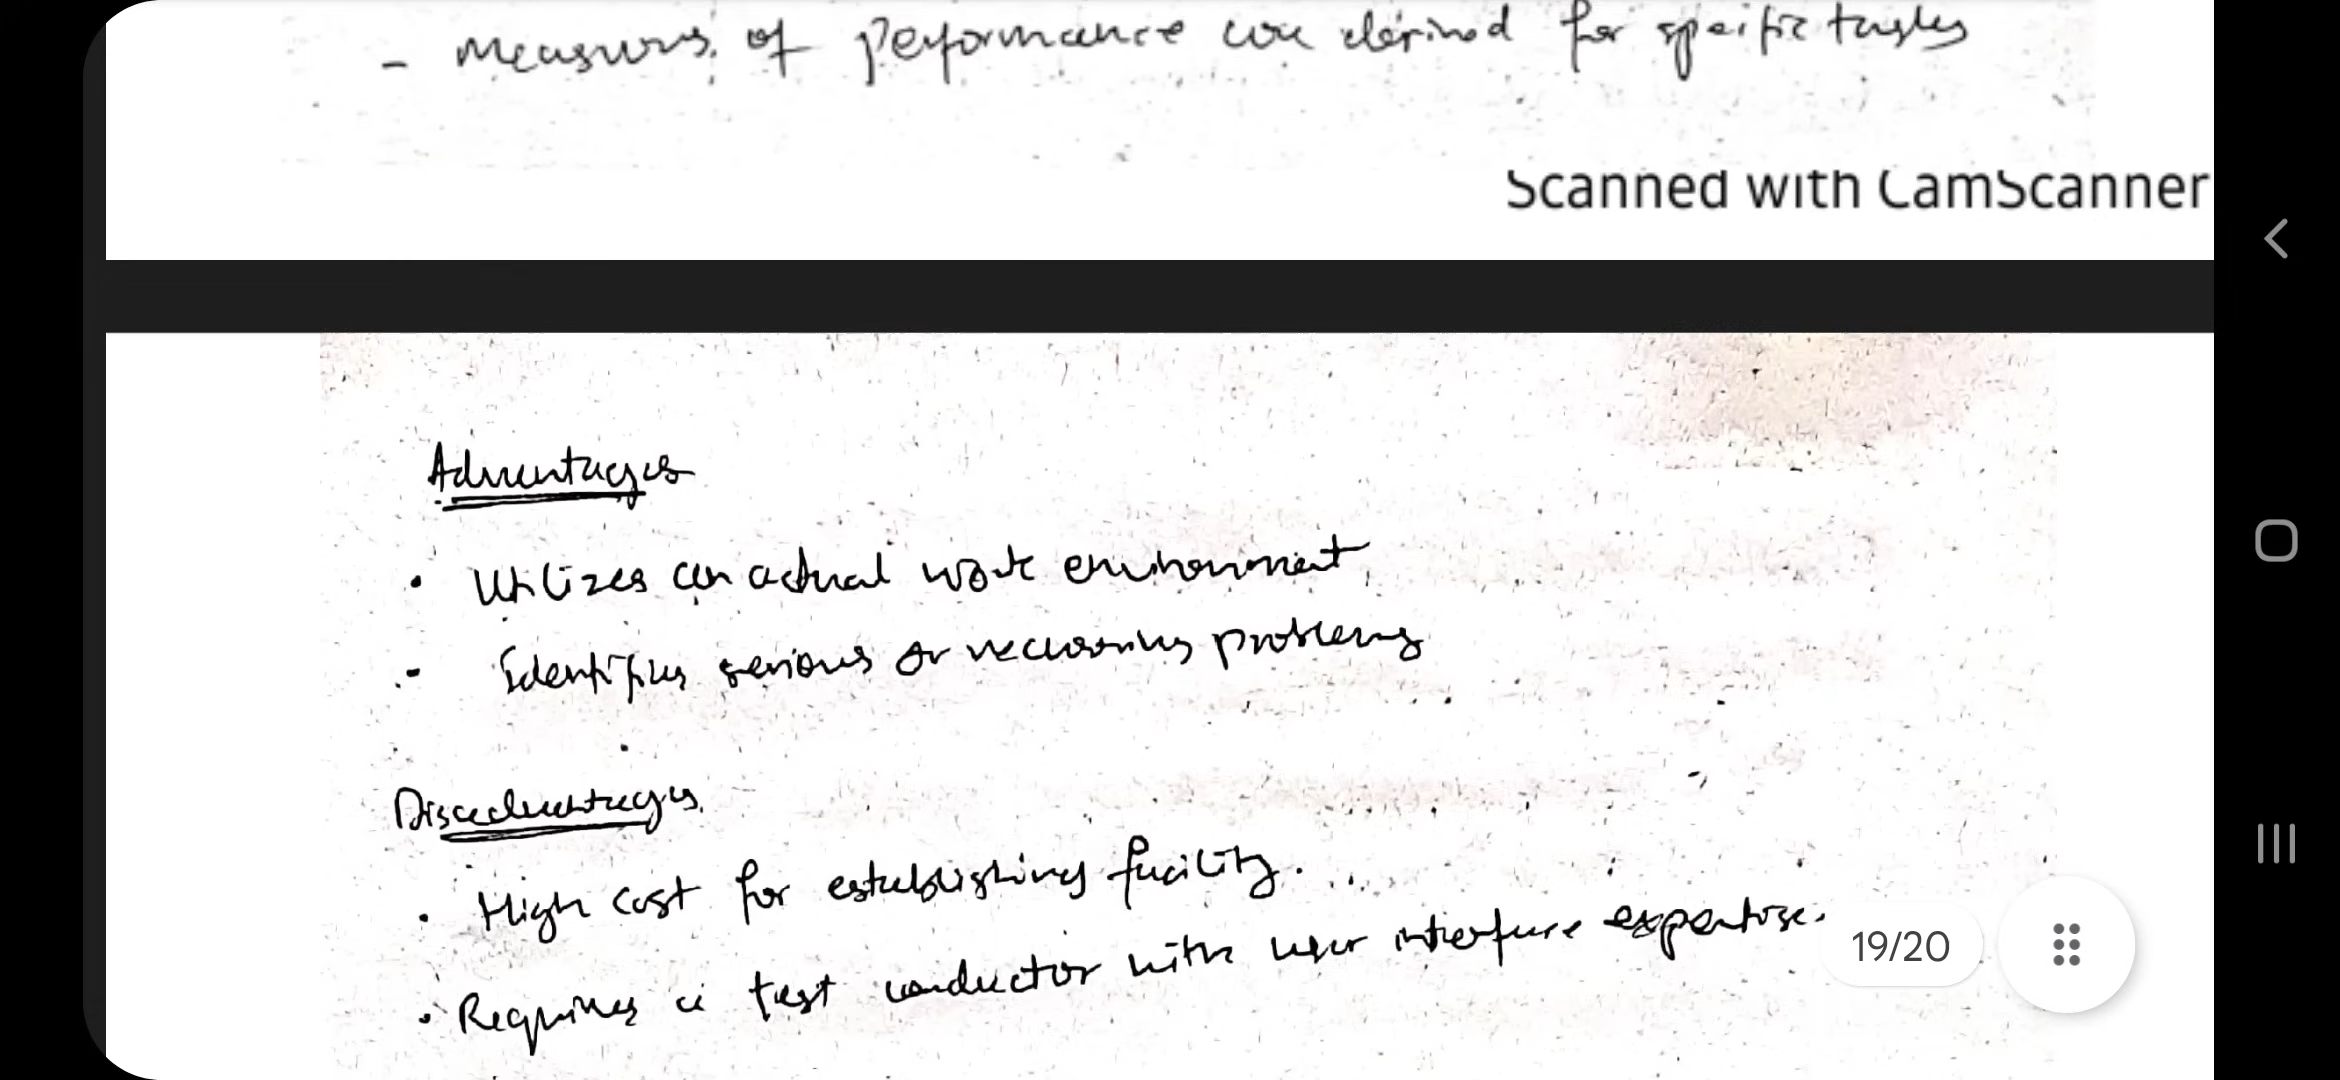 - Measures of performance are derived for specific tasks
Scanned with CamScanner
Advantages
• Utilizes an actual work environment
- Identifies serious or recurring problems
Disadvantages
• High cost for establishing facility.
• Requires a test conductor with user interface expertise.
19/20